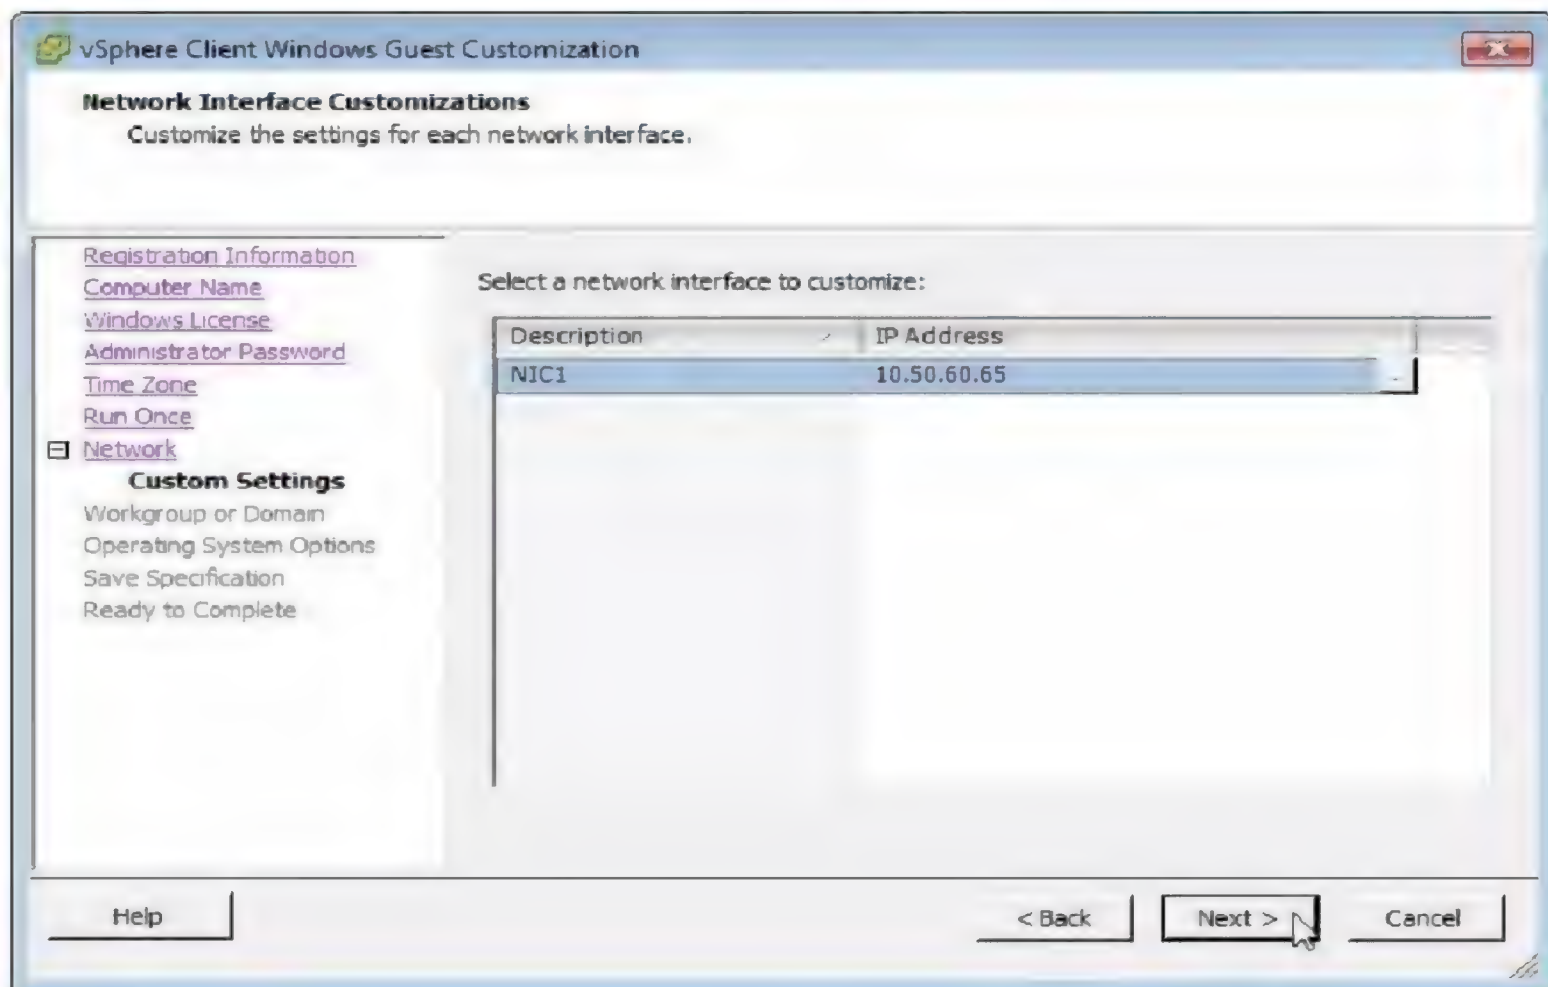 vSphere Client Windows Guest Customization
Network Interface Customizations
Customize the settings for each network interface.
Registration Information
Computer Name
Windows License
Administrator Password
Time Zone
Run Once
Network
Custom Settings
Workgroup or Domain
Operating System Options
Save Specification
Ready to Complete
Select a network interface to customize:
Description IP Address
NIC1 10.50.60.65
Help
< Back Next > Cancel